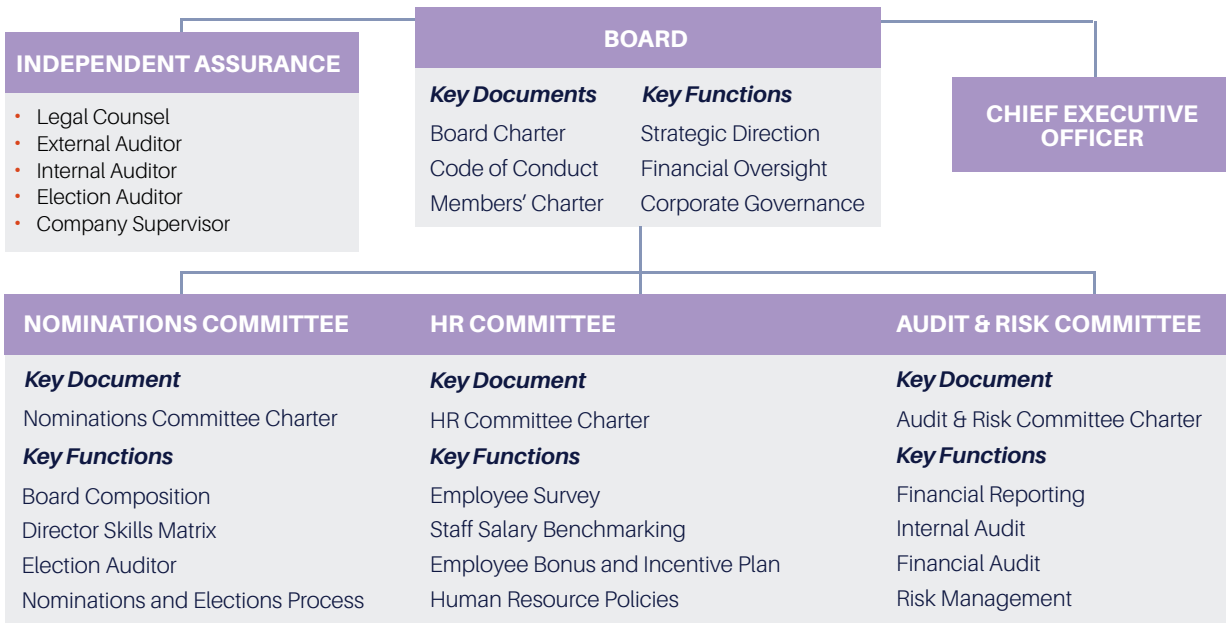 INDEPENDENT ASSURANCE
• Legal Counsel
• External Auditor
• Internal Auditor
• Election Auditor
• Company Supervisor
BOARD
Key Documents
Board Charter
Code of Conduct
Members’ Charter
Key Functions
Strategic Direction
Financial Oversight
Corporate Governance
CHIEF EXECUTIVE
OFFICER
NOMINATIONS COMMITTEE
Key Document
Nominations Committee Charter
Key Functions
Board Composition
Director Skills Matrix
Election Auditor
Nominations and Elections Process
HR COMMITTEE
Key Document
HR Committee Charter
Key Functions
Employee Survey
Staff Salary Benchmarking
Employee Bonus and Incentive Plan
Human Resource Policies
AUDIT & RISK COMMITTEE
Key Document
Audit & Risk Committee Charter
Key Functions
Financial Reporting
Internal Audit
Financial Audit
Risk Management